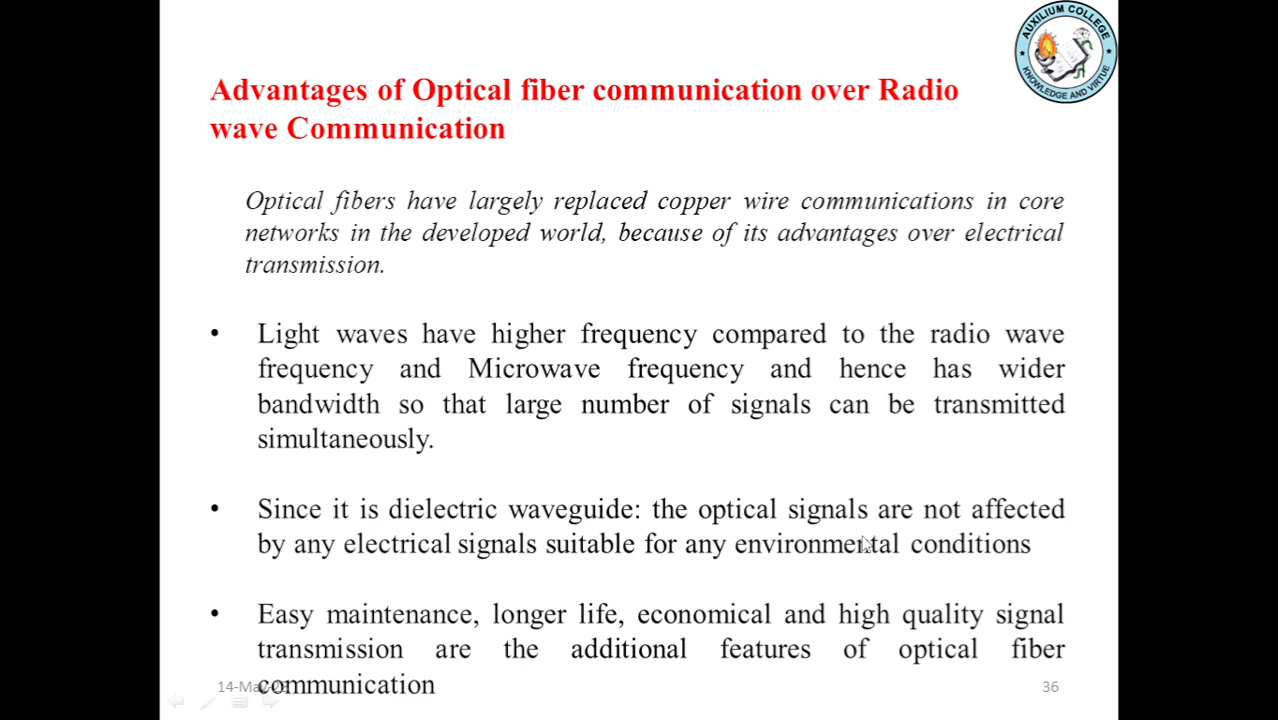 AUXILIUM COLLEGE
KNOWLEDGE AND VIRTUE
Advantages of Optical fiber communication over Radio
wave Communication
Optical fibers have largely replaced copper wire communications in core
networks in the developed world, because of its advantages over electrical
transmission.
• Light waves have higher frequency compared to the radio wave
frequency and Microwave frequency and hence has wider
bandwidth so that large number of signals can be transmitted
simultaneously.
• Since it is dielectric waveguide: the optical signals are not affected
by any electrical signals suitable for any environmental conditions
• Easy maintenance, longer life, economical and high quality signal
transmission are the additional features of optical fiber
communication
14-May
36